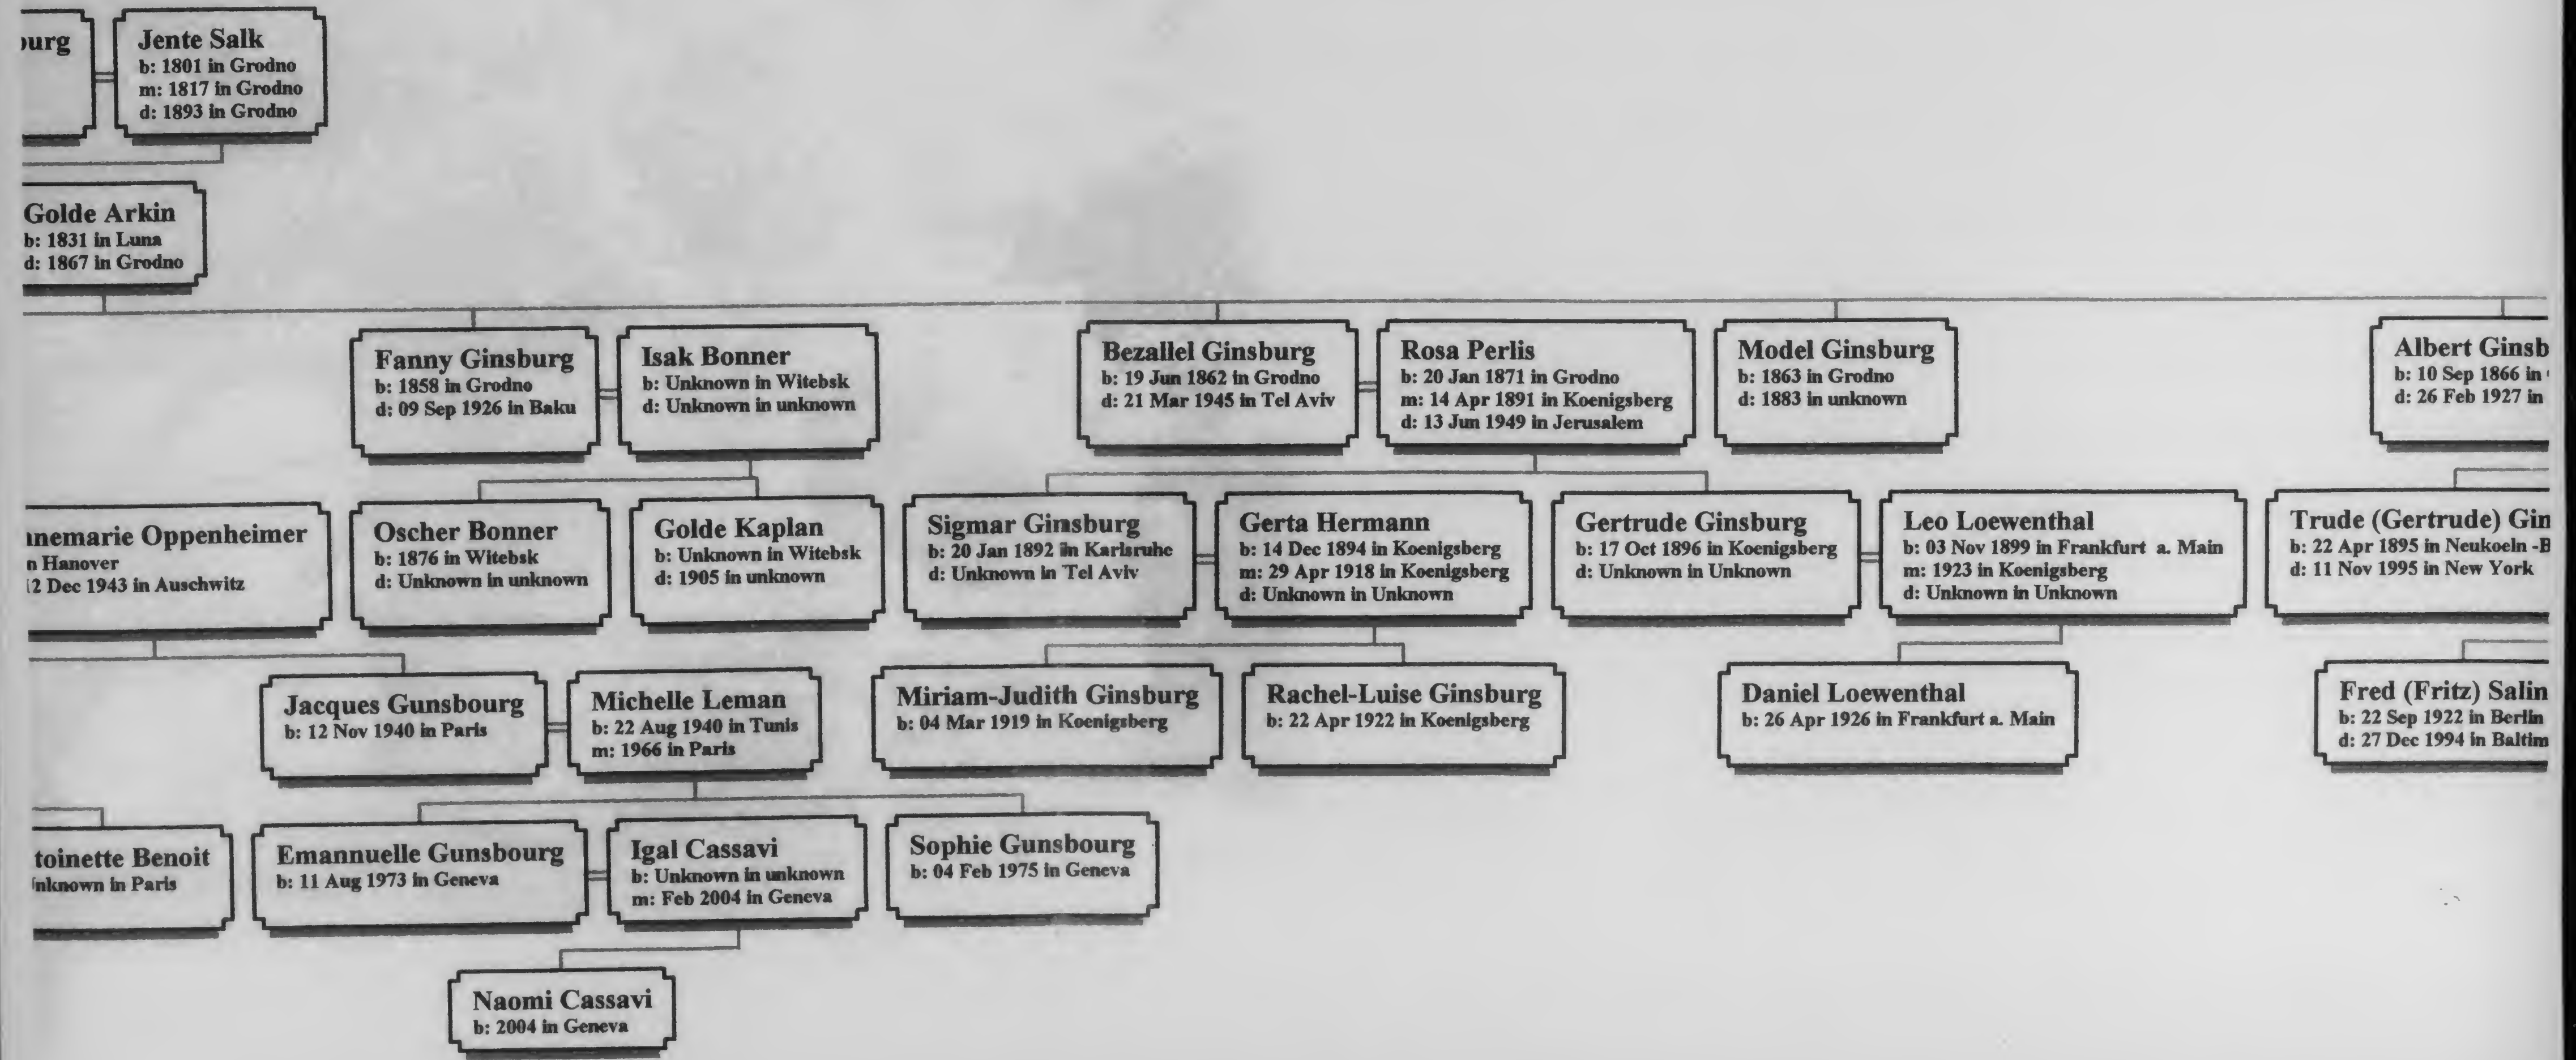 Jente Salk
b: 1801 in Grodno
m: 1817 in Grodno
d: 1893 in Grodno
Golde Arkin
b: 1831 in Luna
d: 1867 in Grodno
Fanny Ginsburg
b: 1858 in Grodno
d: 09 Sep 1926 in Baku
Isak Bonner
b: Unknown in Witebsk
d: Unknown in unknown
Bezallel Ginsburg
b: 19 Jun 1862 in Grodno
d: 21 Mar 1945 in Tel Aviv
Rosa Perlis
b: 20 Jan 1871 in Grodno
m: 14 Apr 1891 in Koenigsberg
d: 13 Jun 1949 in Jerusalem
Model Ginsburg
b: 1863 in Grodno
d: 1883 in unknown
Albert Ginsb
b: 10 Sep 1866 in
d: 26 Feb 1927 in
nemarie Oppenheimer
n Hanover
2 Dec 1943 in Auschwitz
Oscher Bonner
b: 1876 in Witebsk
d: Unknown in unknown
Golde Kaplan
b: Unknown in Witebsk
d: 1905 in unknown
Sigmar Ginsburg
b: 20 Jan 1892 in Karlsruhe
d: Unknown in Tel Aviv
Gerta Hermann
b: 14 Dec 1894 in Koenigsberg
m: 29 Apr 1918 in Koenigsberg
d: Unknown in Unknown
Gertrude Ginsburg
b: 17 Oct 1896 in Koenigsberg
d: Unknown in Unknown
Leo Loewenthal
b: 03 Nov 1899 in Frankfurt a. Main
m: 1923 in Koenigsberg
d: Unknown in Unknown
Trude (Gertrude) Gin
b: 22 Apr 1895 in Neukoeln -B
d: 11 Nov 1995 in New York
Jacques Gunsbourg
b: 12 Nov 1940 in Paris
Michelle Leman
b: 22 Aug 1940 in Tunis
m: 1966 in Paris
Miriam-Judith Ginsburg
b: 04 Mar 1919 in Koenigsberg
Rachel-Luise Ginsburg
b: 22 Apr 1922 in Koenigsberg
Daniel Loewenthal
b: 26 Apr 1926 in Frankfurt a. Main
Fred (Fritz) Salin
b: 22 Sep 1922 in Berlin
d: 27 Dec 1994 in Baltim
toinette Benoit
nknown in Paris
Emannuelle Gunsbourg
b: 11 Aug 1973 in Geneva
Igal Cassavi
b: Unknown in unknown
m: Feb 2004 in Geneva
Sophie Gunsbourg
b: 04 Feb 1975 in Geneva
Naomi Cassavi
b: 2004 in Geneva